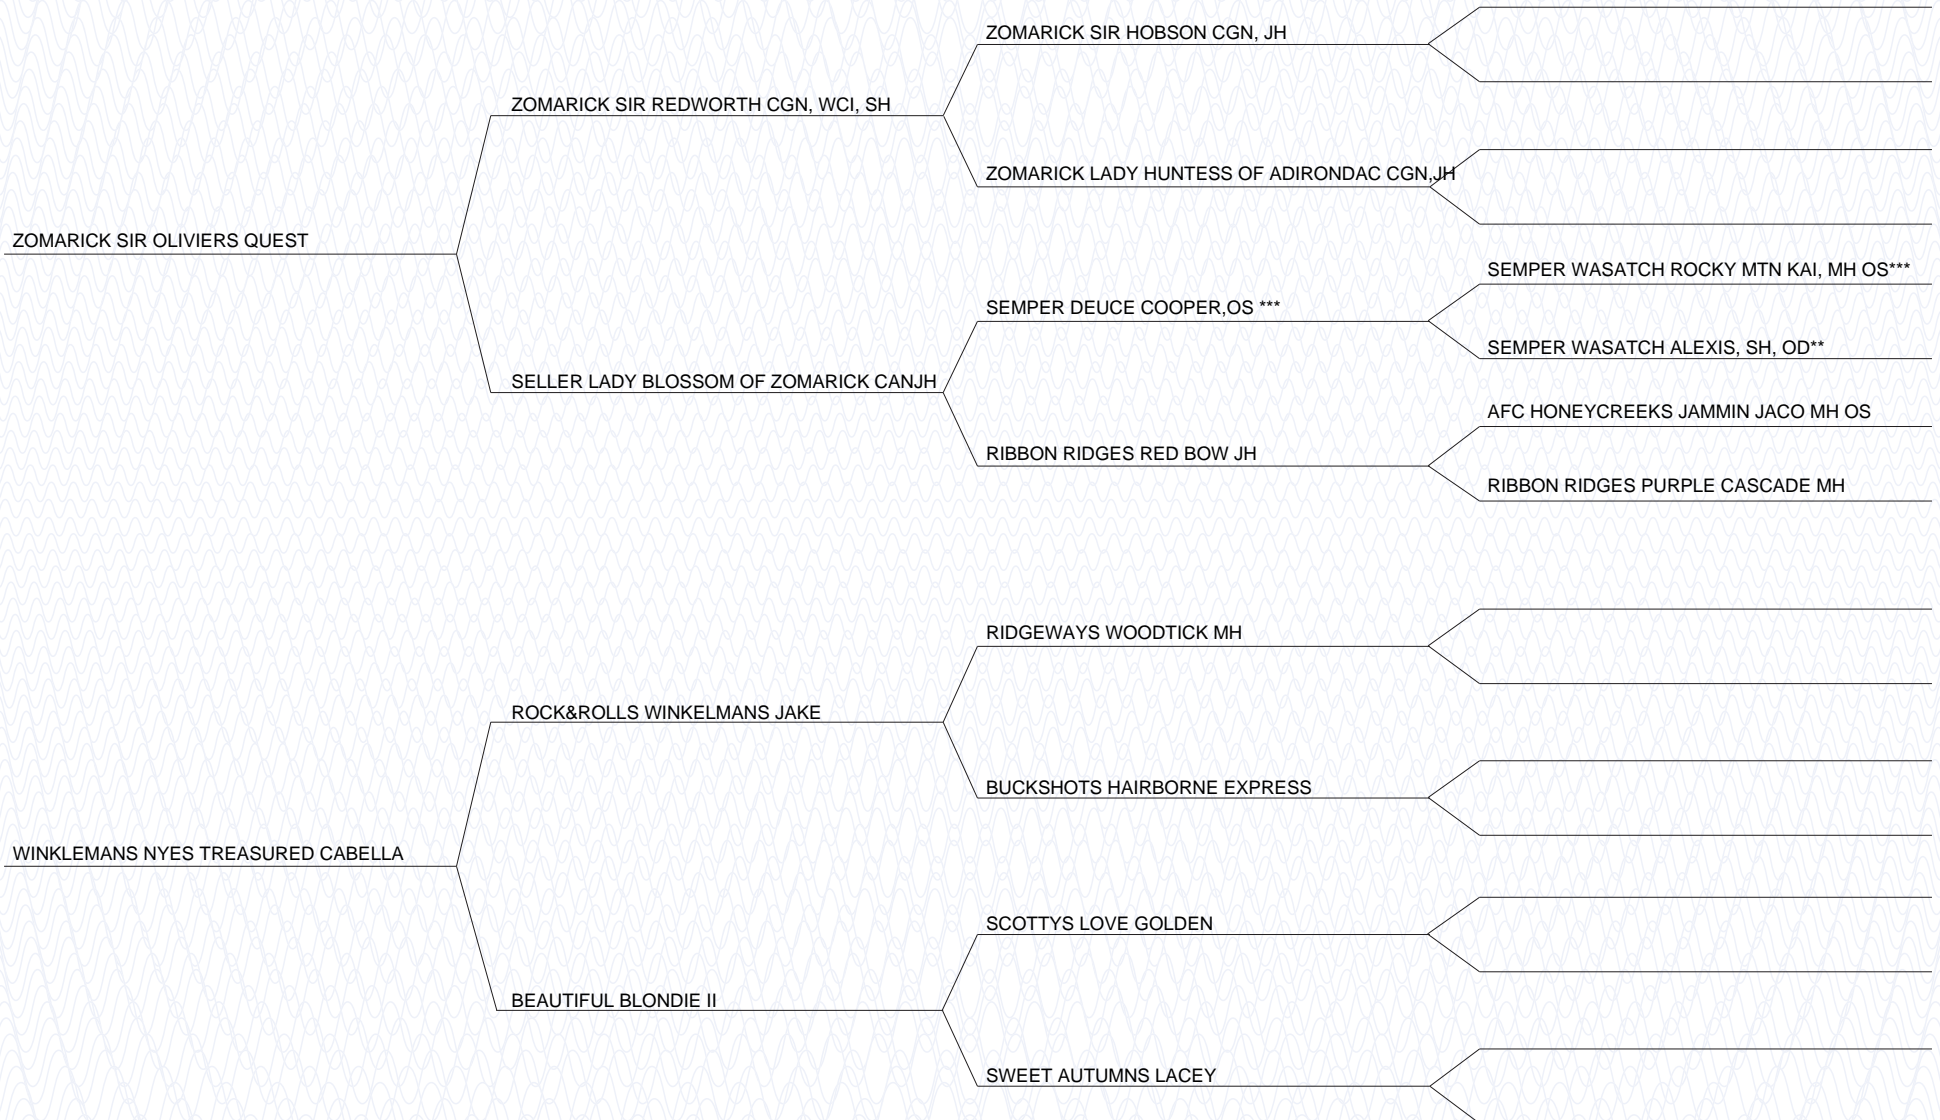 ZOMARICK SIR HOBSON CGN, JH
ZOMARICK SIR REDWORTH CGN, WCI, SH
ZOMARICK LADY HUNTESS OF ADIRONDAC CGN,JH
ZOMARICK SIR OLIVIERS QUEST
SEMPER WASATCH ROCKY MTN KAI, MH OS***
SEMPER DEUCE COOPER,OS ***
SEMPER WASATCH ALEXIS, SH, OD**
SELLER LADY BLOSSOM OF ZOMARICK CANJH
AFC HONEYCREEKS JAMMIN JACO MH OS
RIBBON RIDGES RED BOW JH
RIBBON RIDGES PURPLE CASCADE MH
RIDGEWAYS WOODTICK MH
ROCK&ROLLS WINKELMANS JAKE
BUCKSHOTS HAIRBORNE EXPRESS
WINKLEMANS NYES TREASURED CABELLA
SCOTTYS LOVE GOLDEN
BEAUTIFUL BLONDIE II
SWEET AUTUMNS LACEY